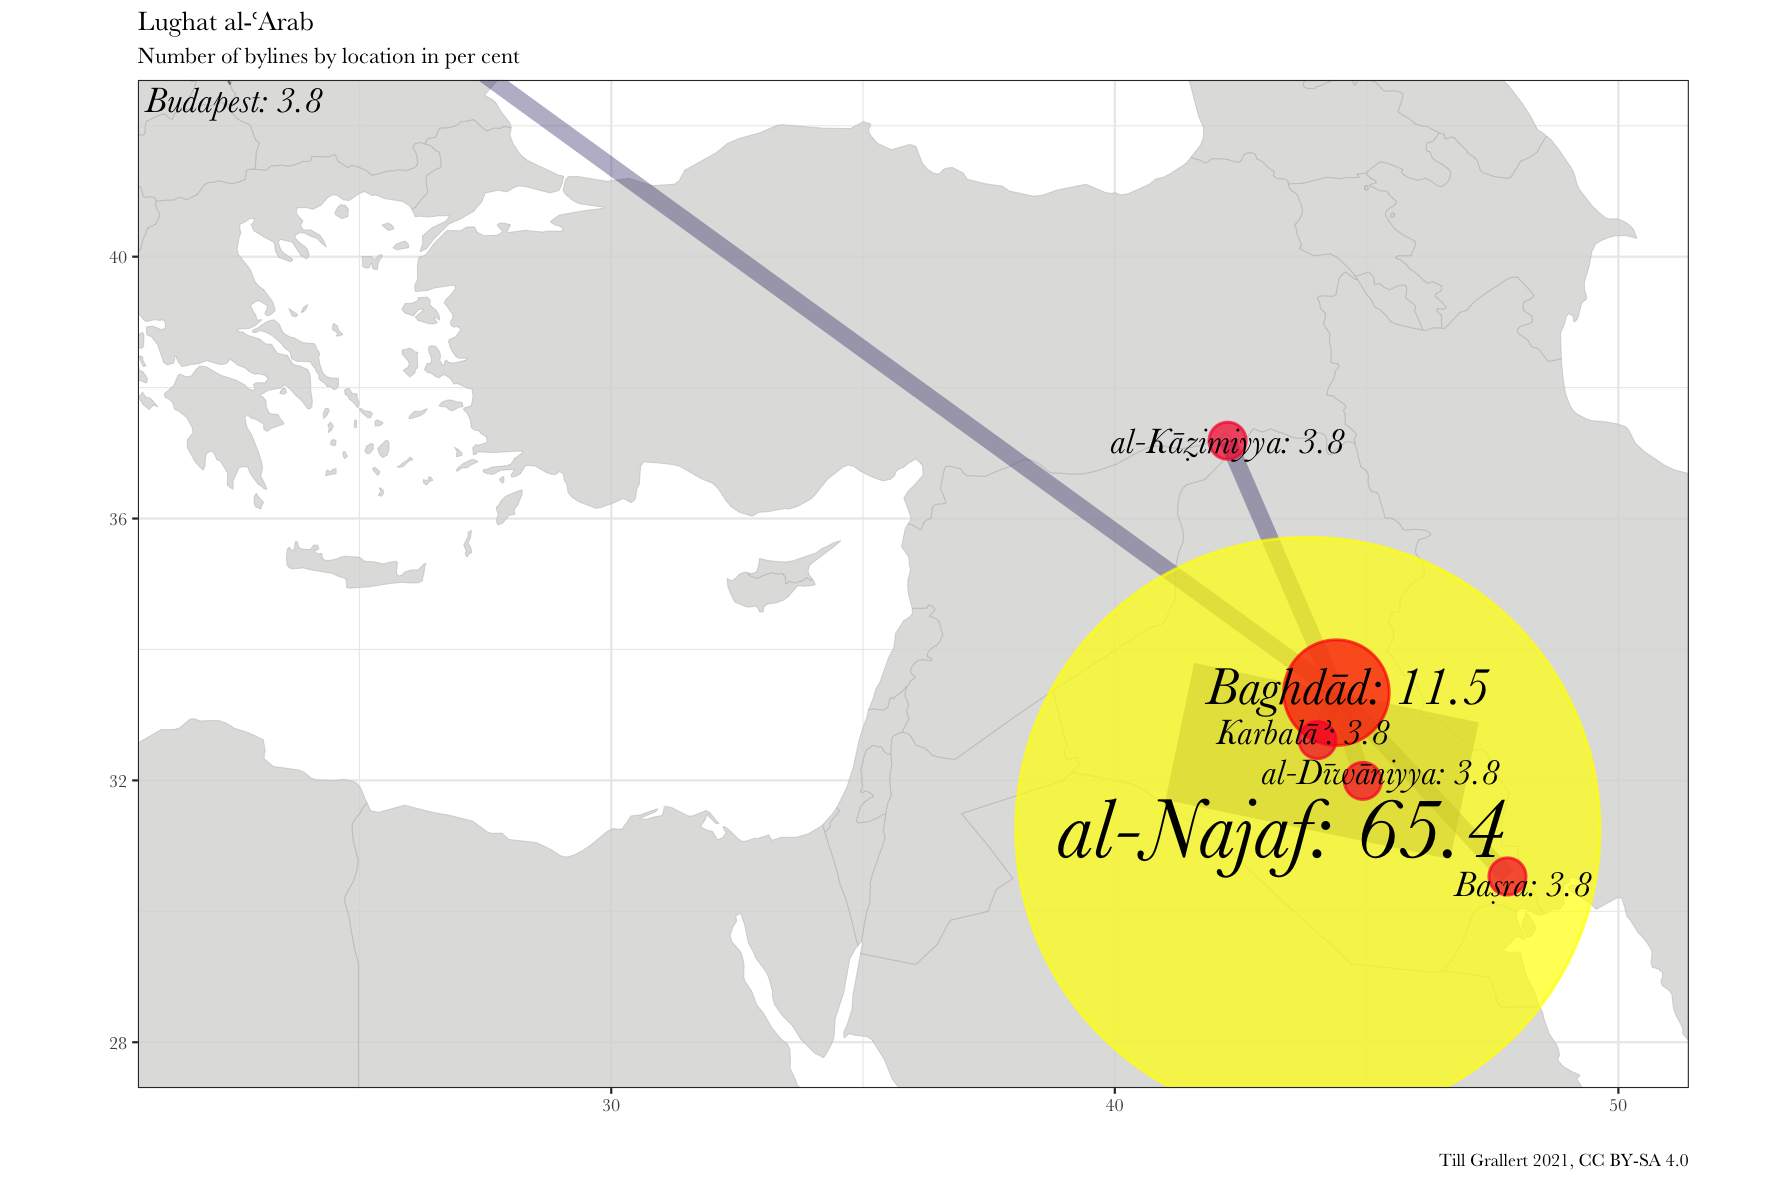 Lughat al-ʿArab
Number of bylines by location in per cent
Budapest: 3.8
40
al-Kāẓimiyya: 3.8
36
Baghdād: 11.5
Karbalāʾ: 3.8
al-Dīwāniyya: 3.8
32
al-Najaf: 65.4
Baṣra: 3.8
28
30
40
50
Till Grallert 2021, CC BY-SA 4.0